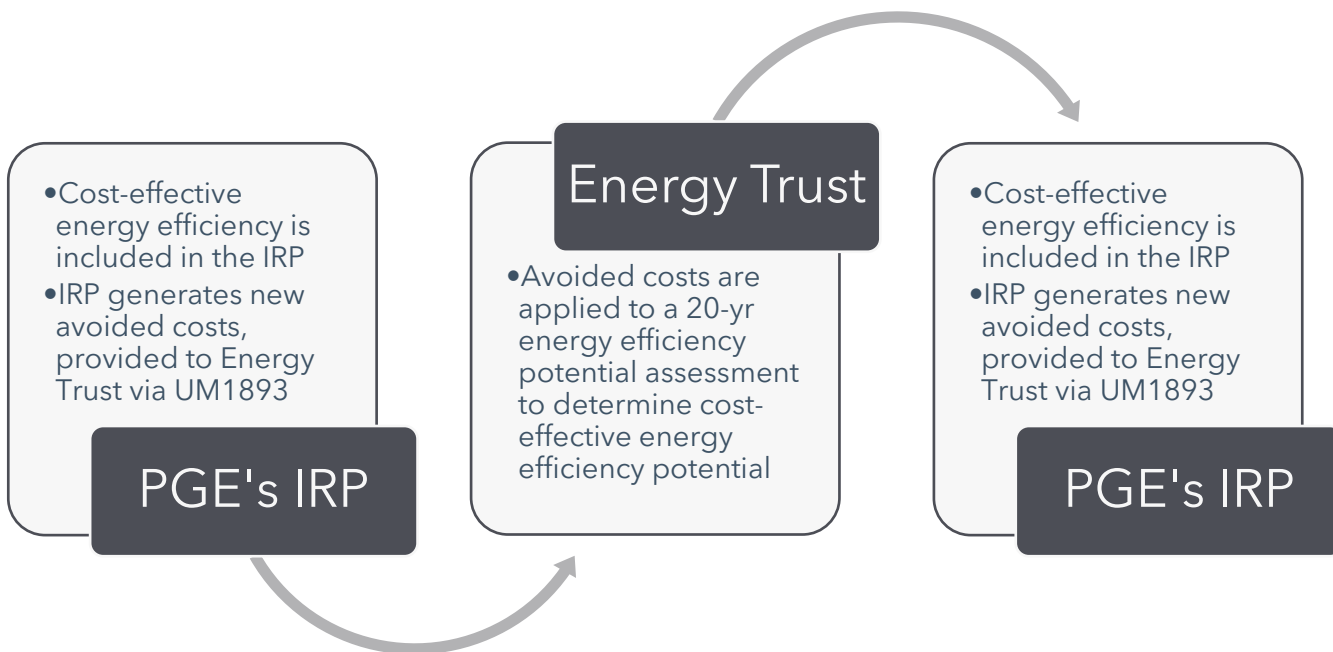 •Cost-effective
energy efficiency is
included in the IRP
•IRP generates new
avoided costs,
provided to Energy
Trust via UM1893
PGE's IRP
Energy Trust
•Avoided costs are
applied to a 20-yr
energy efficiency
potential assessment
to determine cost-
effective energy
efficiency potential
•Cost-effective
energy efficiency is
included in the IRP
•IRP generates new
avoided costs,
provided to Energy
Trust via UM1893
PGE's IRP